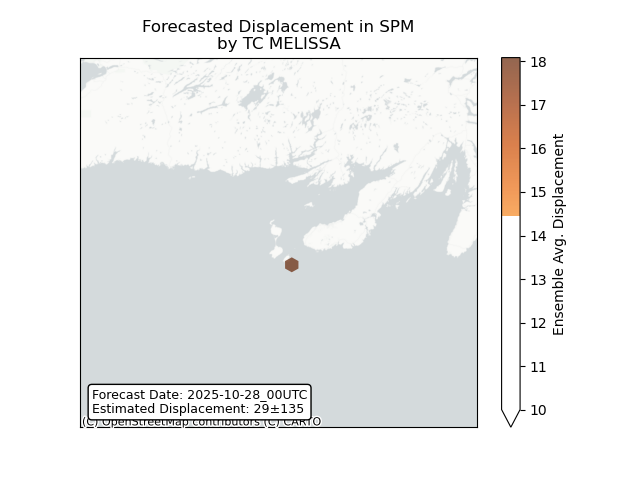 Forecasted Displacement in SPM
by TC MELISSA
18
17
16
15
14
13
12
11
10
Ensemble Avg. Displacement
Forecast Date: 2025-10-28_00UTC
Estimated Displacement: 29±135
(C) OpenStreetMap contributors (C) CARTO